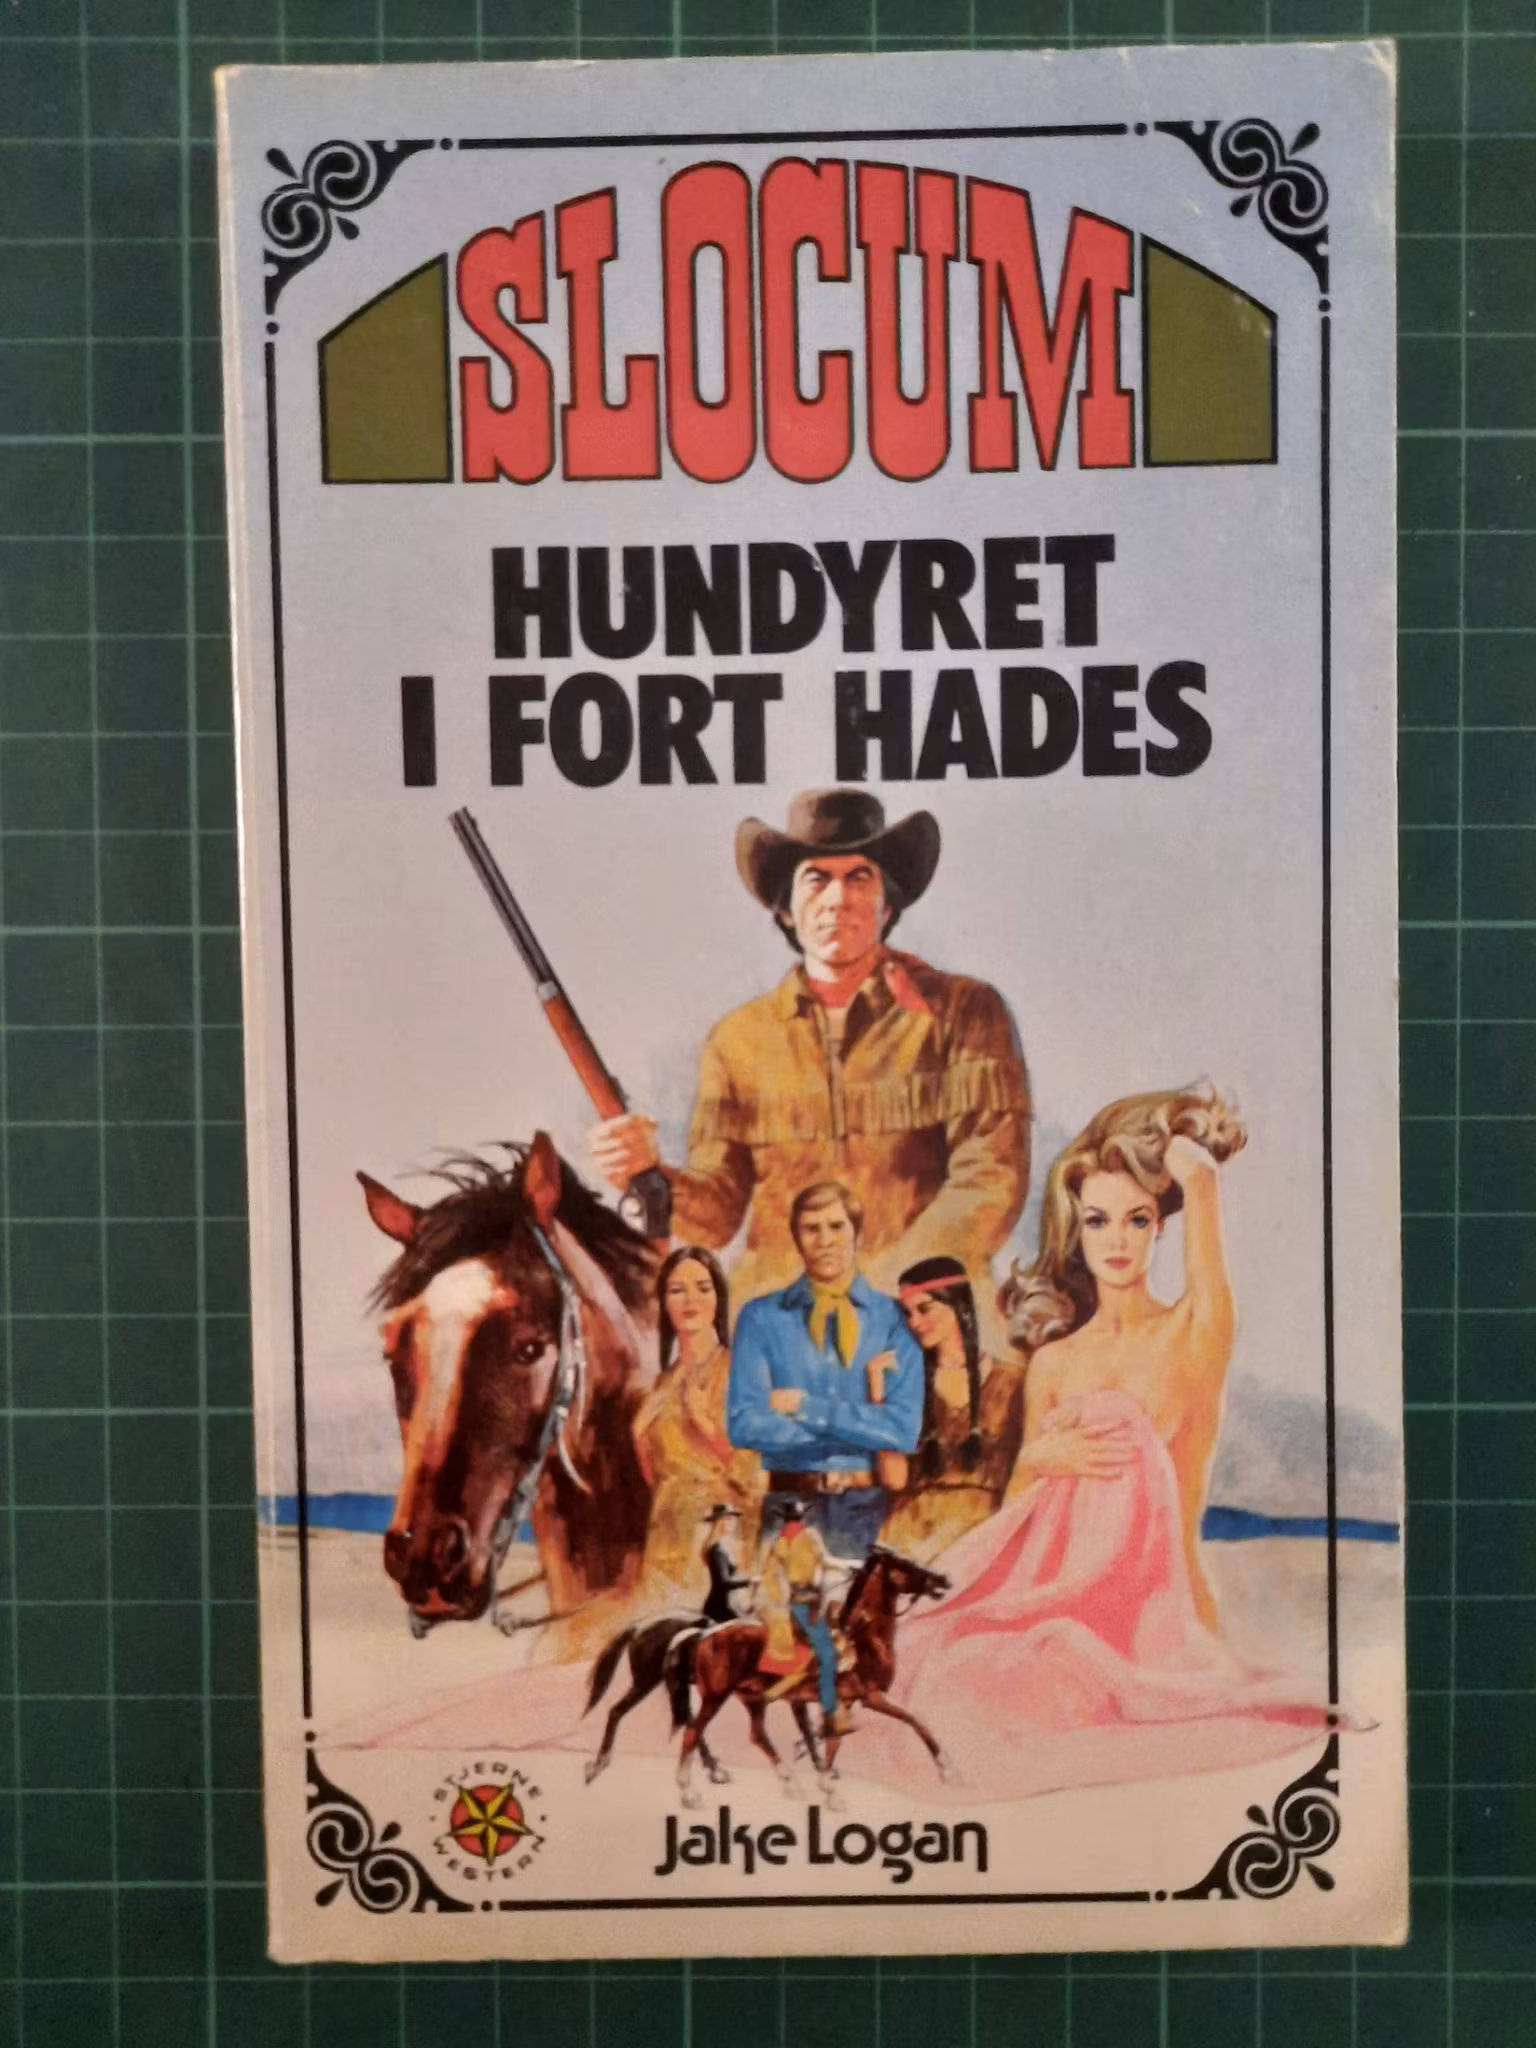 SLOCUM
HUNDYRET
I FORT HADES
STJERNE
WESTERN
Jake Logan